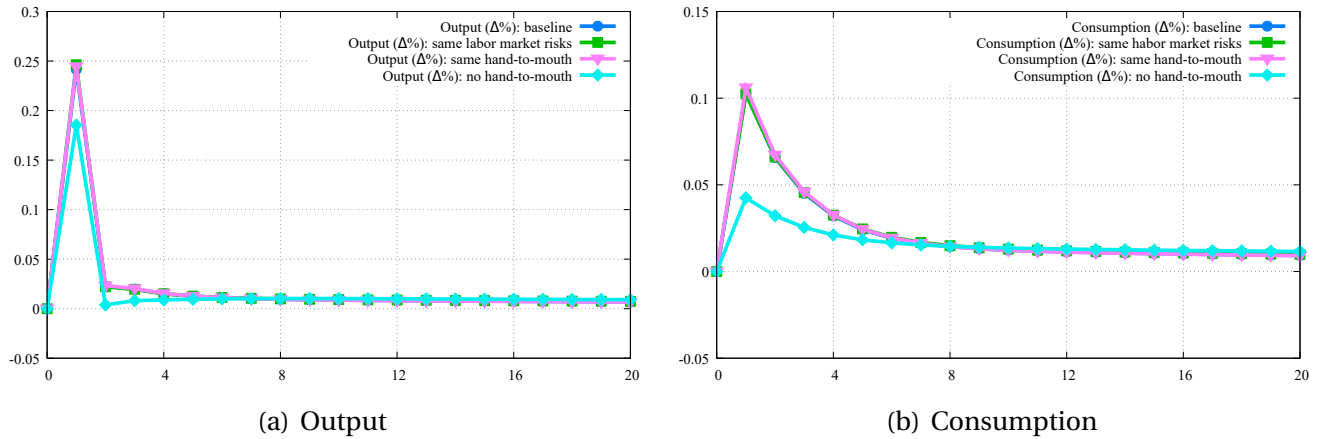 0.3
0.25
0.2
0.15
0.1
0.05
0
-0.05
0 4 8 12 16 20
Output (Δ%): baseline
Output (Δ%): same labor market risks
Output (Δ%): same hand-to-mouth
Output (Δ%): no hand-to-mouth
(a) Output
0.15
0.1
0.05
0
-0.05
0 4 8 12 16 20
Consumption (Δ%): baseline
Consumption (Δ%): same habor market risks
Consumption (Δ%): same hand-to-mouth
Consumption (Δ%): no hand-to-mouth
(b) Consumption